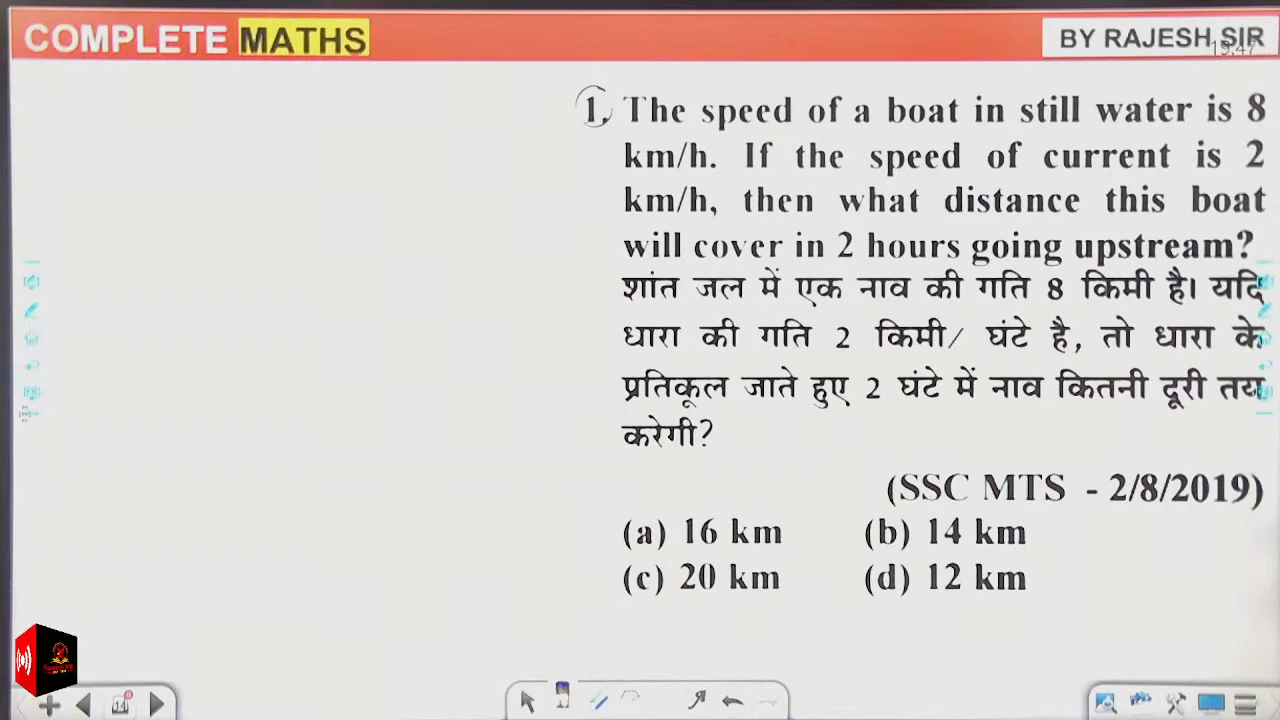 COMPLETE MATHS
BY RAJESH SIR
19:47
1. The speed of a boat in still water is 8
km/h. If the speed of current is 2
km/h, then what distance this boat
will cover in 2 hours going upstream?
शांत जल में एक नाव की गति 8 किमी है। यदि
धारा की गति 2 किमी/ घंटे है, तो धारा के
प्रतिकूल जाते हुए 2 घंटे में नाव कितनी दूरी तय
करेगी?
(SSC MTS - 2/8/2019)
(a) 16 km (b) 14 km
(c) 20 km (d) 12 km
14